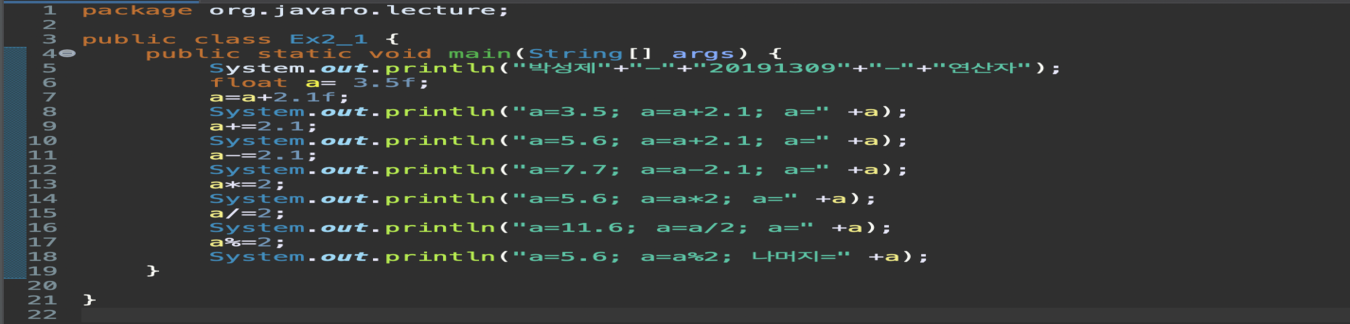 1 package org.javaro.lecture;
2
3 public class Ex2_1 {
4 public static void main(String[] args) {
5 System.out.println("박성제"+"-"+"20191309"+"-"+"연산자");
6 float a= 3.5f;
7 a=a+2.1f;
8 System.out.println("a=3.5; a=a+2.1; a=" +a);
9 a+=2.1;
10 System.out.println("a=5.6; a=a+2.1; a=" +a);
11 a-=2.1;
12 System.out.println("a=7.7; a=a-2.1; a=" +a);
13 a*=2;
14 System.out.println("a=5.6; a=a*2; a=" +a);
15 a/=2;
16 System.out.println("a=11.6; a=a/2; a=" +a);
17 a%=2;
18 System.out.println("a=5.6; a=a%2; 나머지=" +a);
19 }
20
21 }
22